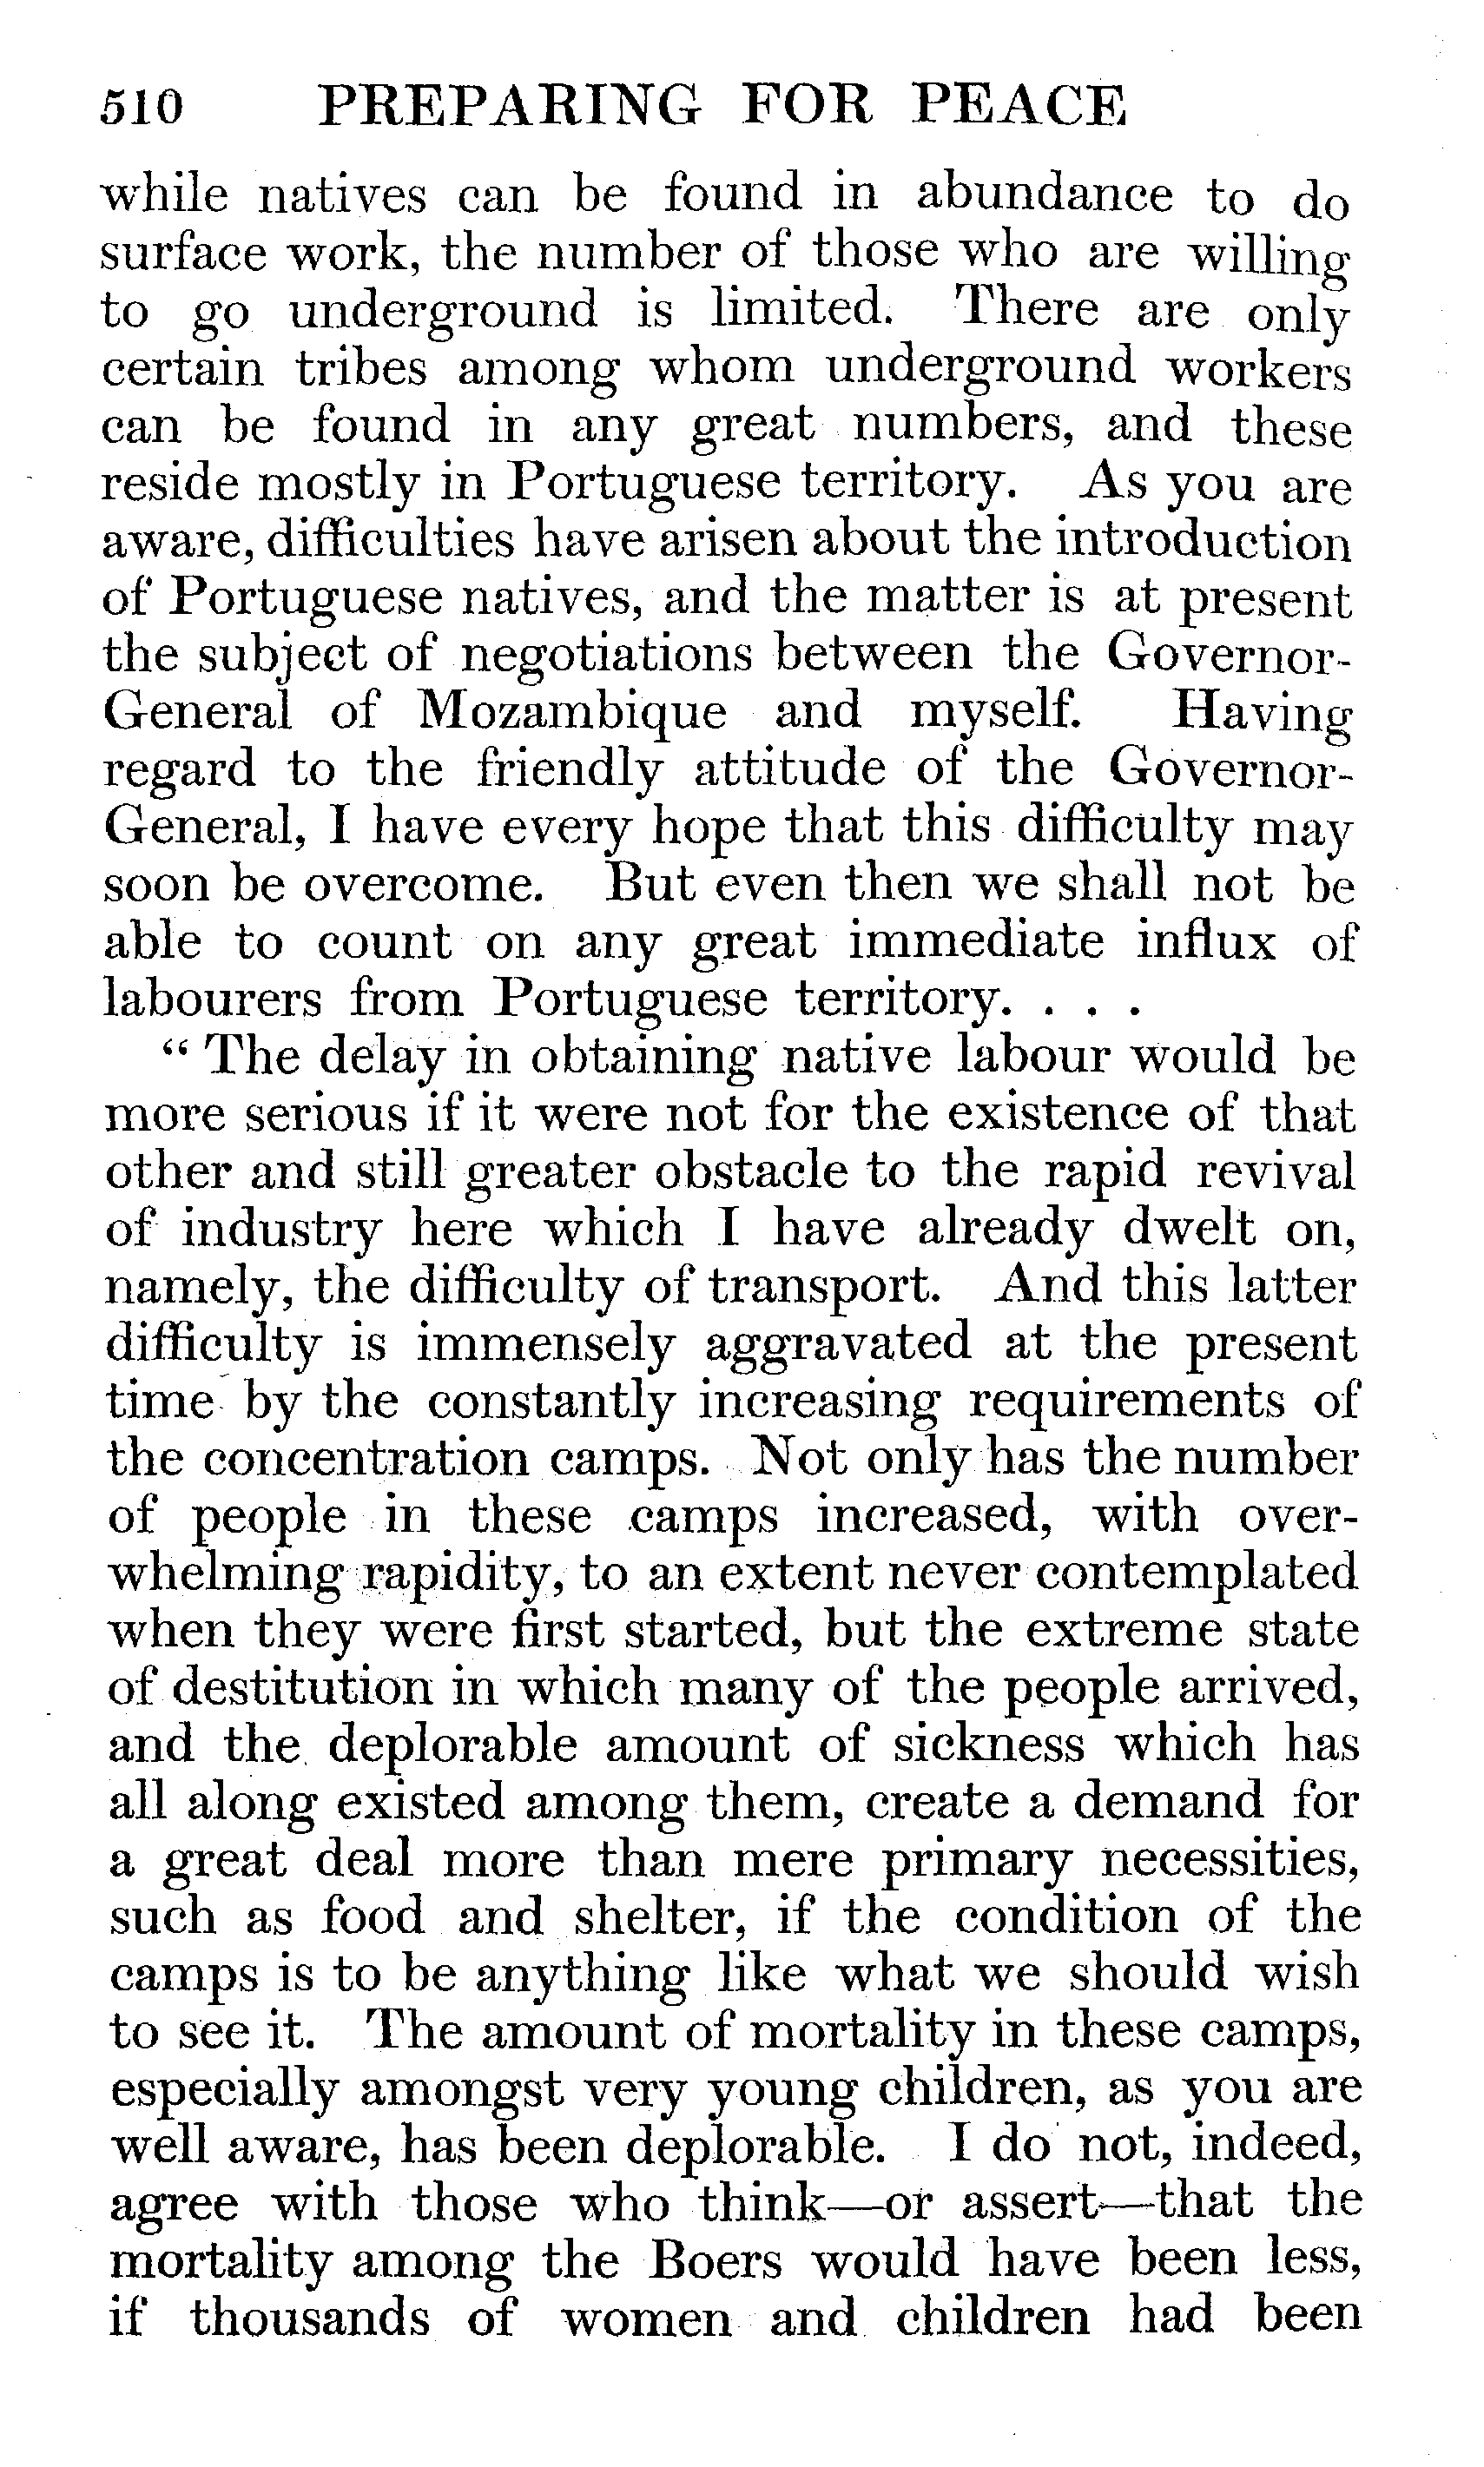 510 PREPARING FOR PEACE
while natives can be found in abundance to do
surface work, the number of those who are willing
to go underground is limited. There are only
certain tribes among whom underground workers
can be found in any great numbers, and these
reside mostly in Portuguese territory. As you are
aware, difficulties have arisen about the introduction
of Portuguese natives, and the matter is at present
the subject of negotiations between the Governor-
General of Mozambique and myself. Having
regard to the friendly attitude of the Governor-
General, I have every hope that this difficulty may
soon be overcome. But even then we shall not be
able to count on any great immediate influx of
labourers from Portuguese territory. . . .
“ The delay in obtaining native labour would be
more serious if it were not for the existence of that
other and still greater obstacle to the rapid revival
of industry here which I have already dwelt on,
namely, the difficulty of transport. And this latter
difficulty is immensely aggravated at the present
time by the constantly increasing requirements of
the concentration camps. Not only has the number
of people in these camps increased, with over-
whelming rapidity, to an extent never contemplated
when they were first started, but the extreme state
of destitution in which many of the people arrived,
and the deplorable amount of sickness which has
all along existed among them, create a demand for
a great deal more than mere primary necessities,
such as food and shelter, if the condition of the
camps is to be anything like what we should wish
to see it. The amount of mortality in these camps,
especially amongst very young children, as you are
well aware, has been deplorable. I do not, indeed,
agree with those who think—or assert—that the
mortality among the Boers would have been less,
if thousands of women and children had been